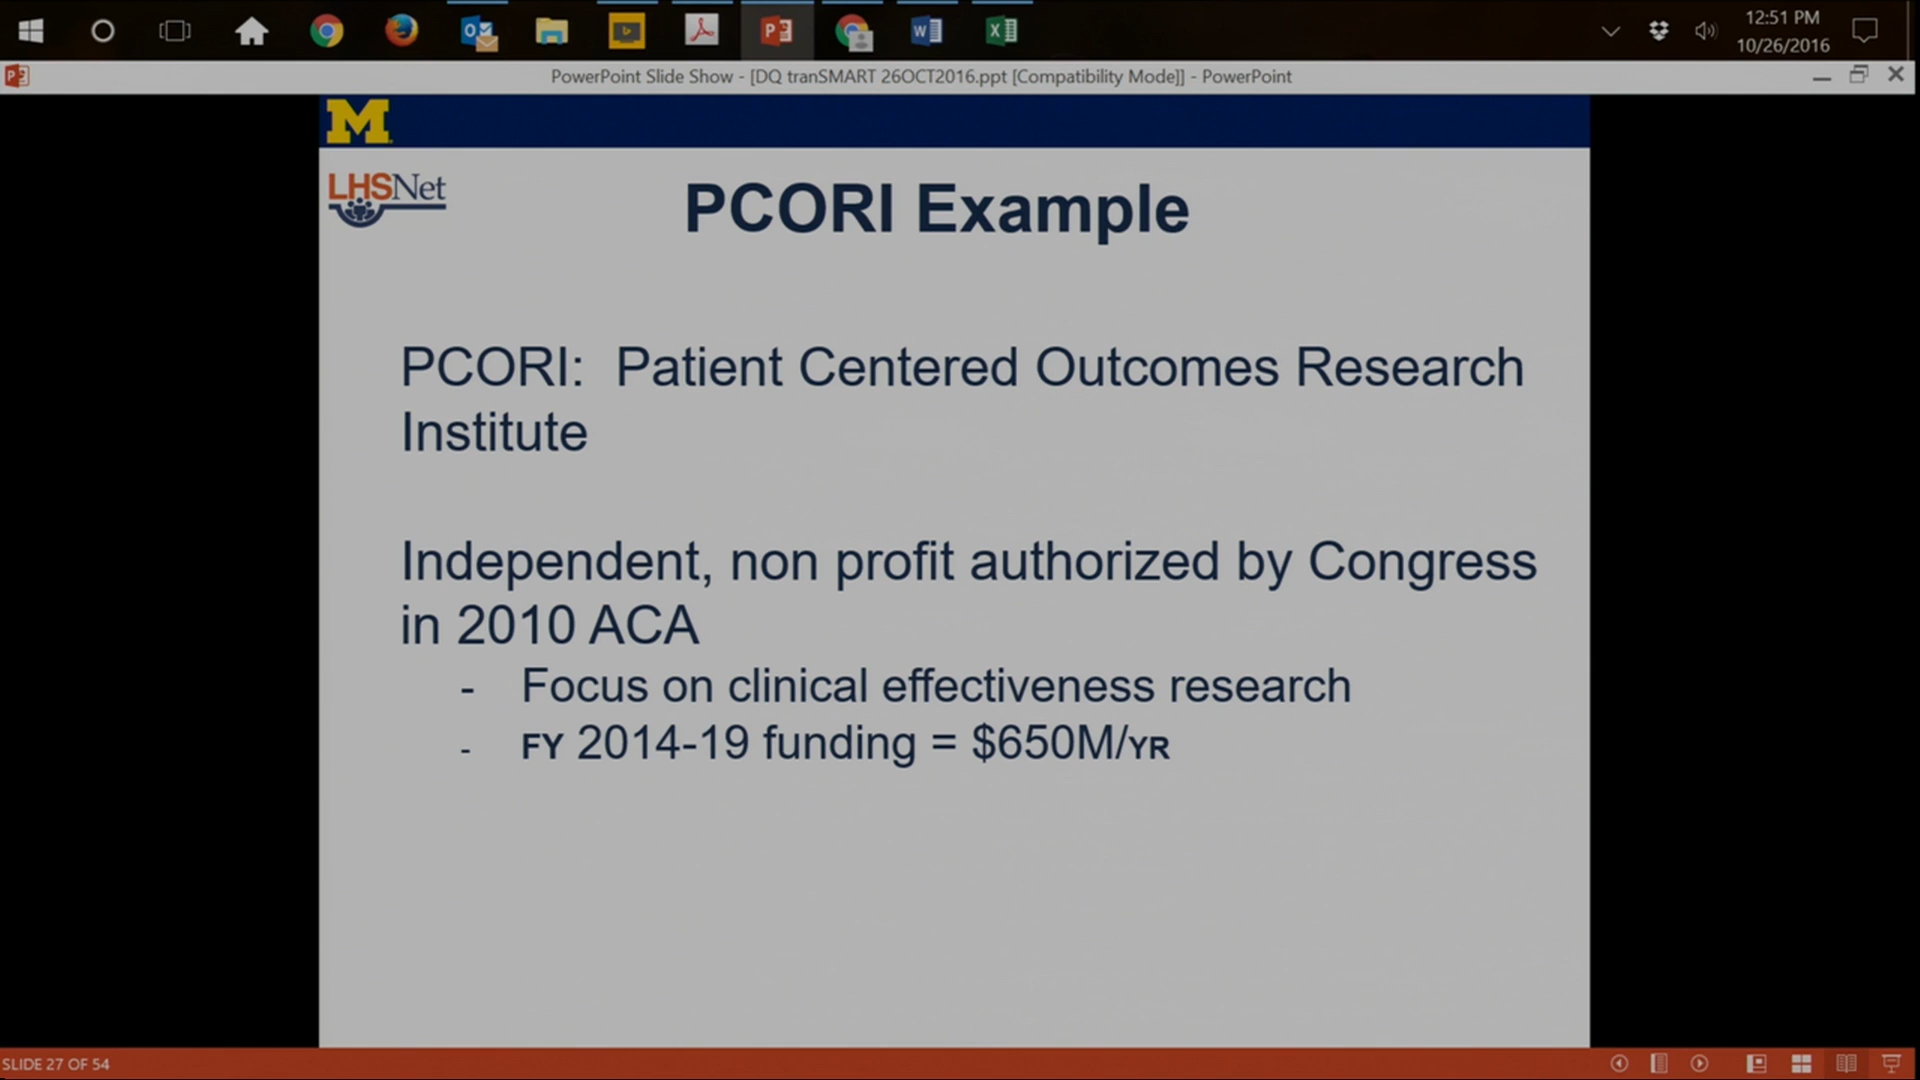 12:51 PM
10/26/2016
PowerPoint Slide Show - [DQ tranSMART 26OCT2016.ppt [Compatibility Mode]] - PowerPoint
M
LHSNet
PCORI Example
PCORI: Patient Centered Outcomes Research
Institute
Independent, non profit authorized by Congress
in 2010 ACA
- Focus on clinical effectiveness research
- FY 2014-19 funding = $650M/YR
SLIDE 27 OF 54